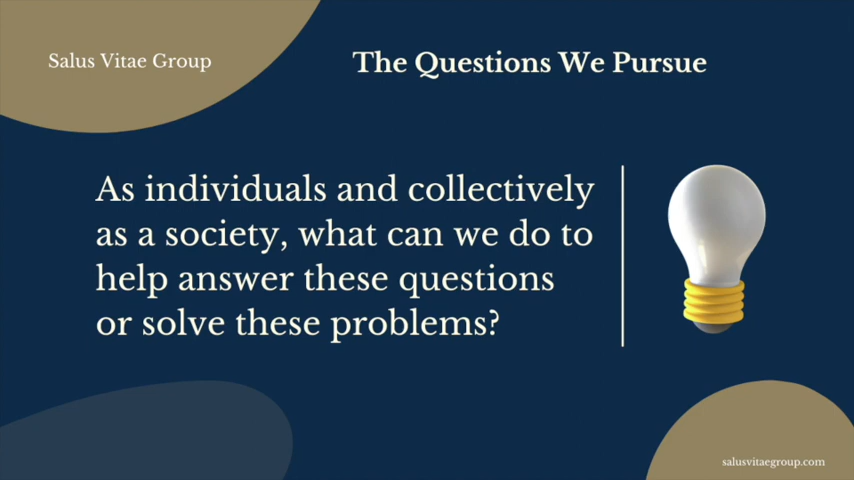 Salus Vitae Group
The Questions We Pursue
As individuals and collectively
as a society, what can we do to
help answer these questions
or solve these problems?
salusvitaegroup.com